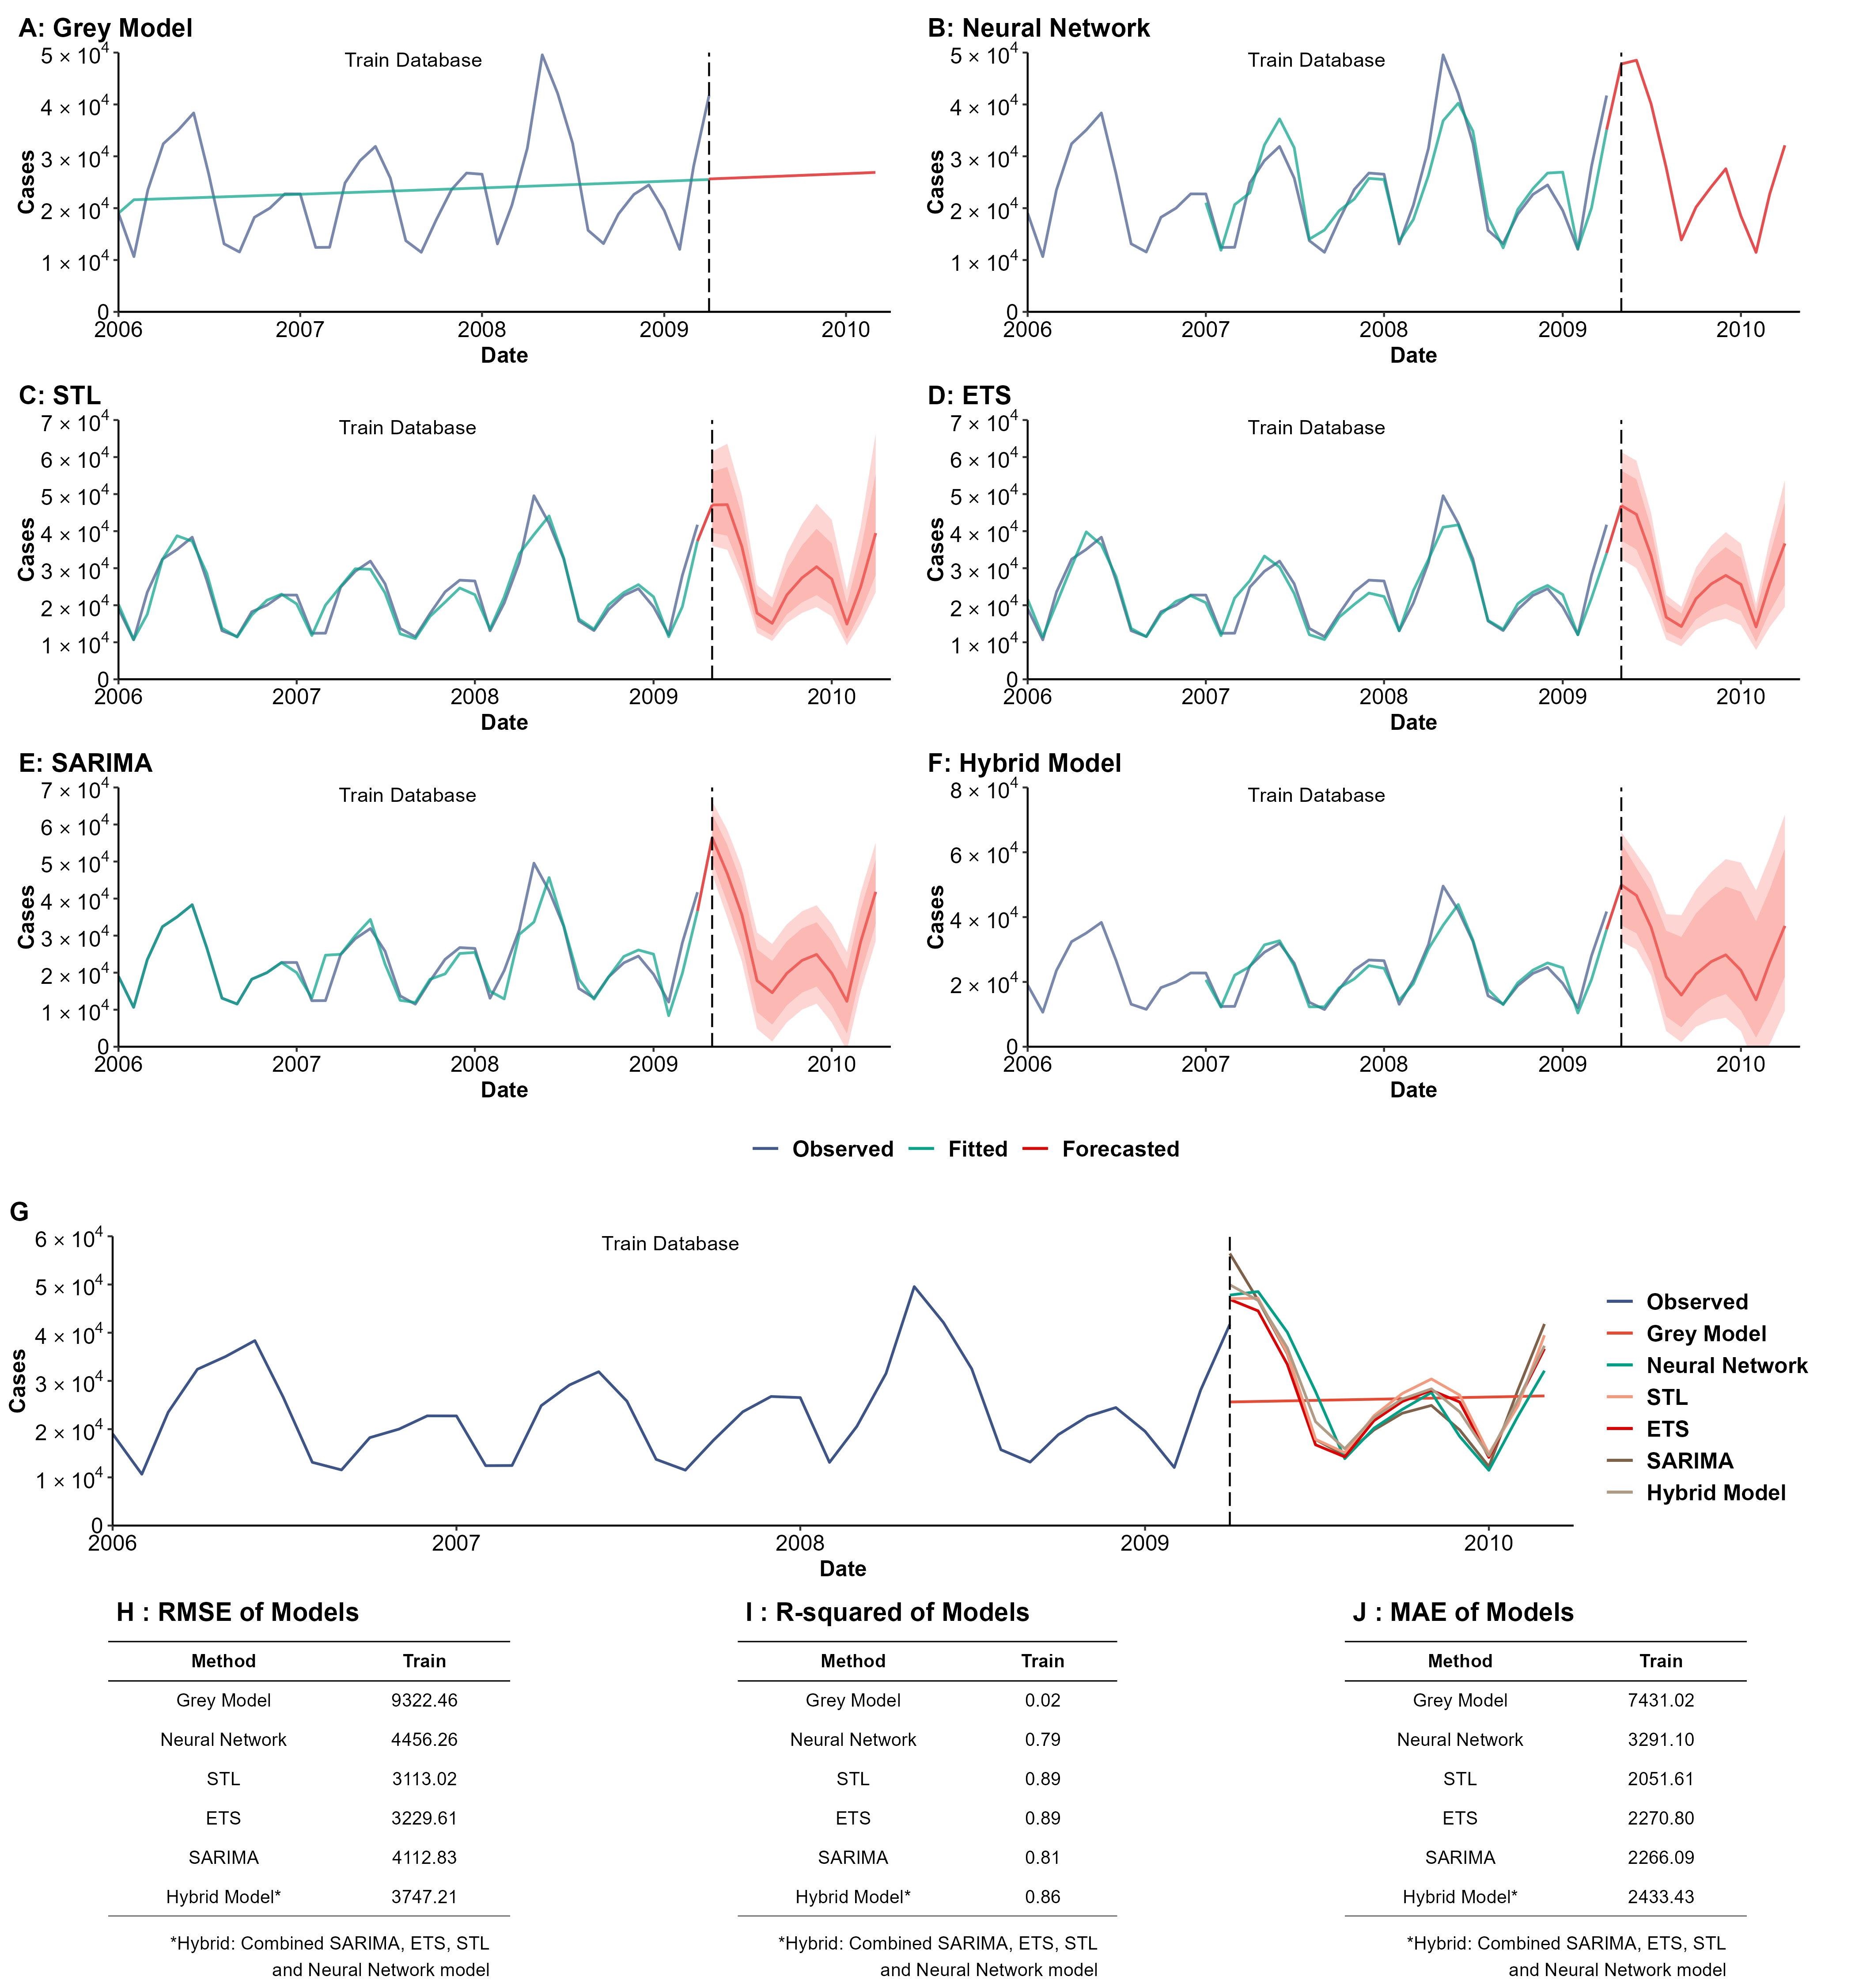 A: Grey Model
Train Database
5 × 10^4
4 × 10^4
3 × 10^4
2 × 10^4
1 × 10^4
0
Cases
2006 2007 2008 2009 2010
Date
B: Neural Network
Train Database
5 × 10^4
4 × 10^4
3 × 10^4
2 × 10^4
1 × 10^4
0
Cases
2006 2007 2008 2009 2010
Date
C: STL
Train Database
7 × 10^4
6 × 10^4
5 × 10^4
4 × 10^4
3 × 10^4
2 × 10^4
1 × 10^4
0
Cases
2006 2007 2008 2009 2010
Date
D: ETS
Train Database
7 × 10^4
6 × 10^4
5 × 10^4
4 × 10^4
3 × 10^4
2 × 10^4
1 × 10^4
0
Cases
2006 2007 2008 2009 2010
Date
E: SARIMA
Train Database
7 × 10^4
6 × 10^4
5 × 10^4
4 × 10^4
3 × 10^4
2 × 10^4
1 × 10^4
0
Cases
2006 2007 2008 2009 2010
Date
F: Hybrid Model
Train Database
8 × 10^4
6 × 10^4
4 × 10^4
2 × 10^4
0
Cases
2006 2007 2008 2009 2010
Date
Observed Fitted Forecasted
G
Train Database
6 × 10^4
5 × 10^4
4 × 10^4
3 × 10^4
2 × 10^4
1 × 10^4
0
Cases
2006 2007 2008 2009 2010
Date
Observed
Grey Model
Neural Network
STL
ETS
SARIMA
Hybrid Model
H : RMSE of Models
Method Train
Grey Model 9322.46
Neural Network 4456.26
STL 3113.02
ETS 3229.61
SARIMA 4112.83
Hybrid Model* 3747.21
*Hybrid: Combined SARIMA, ETS, STL
and Neural Network model
I : R-squared of Models
Method Train
Grey Model 0.02
Neural Network 0.79
STL 0.89
ETS 0.89
SARIMA 0.81
Hybrid Model* 0.86
*Hybrid: Combined SARIMA, ETS, STL
and Neural Network model
J : MAE of Models
Method Train
Grey Model 7431.02
Neural Network 3291.10
STL 2051.61
ETS 2270.80
SARIMA 2266.09
Hybrid Model* 2433.43
*Hybrid: Combined SARIMA, ETS, STL
and Neural Network model